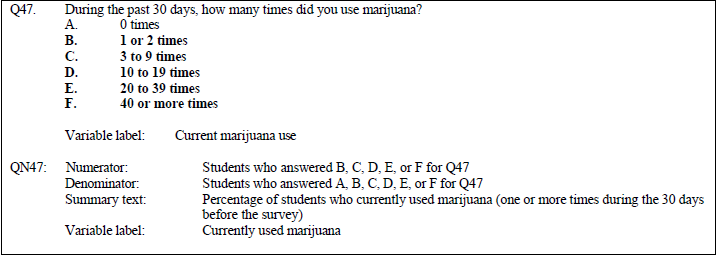 Q47. During the past 30 days, how many times did you use marijuana?
A. 0 times
B. 1 or 2 times
C. 3 to 9 times
D. 10 to 19 times
E. 20 to 39 times
F. 40 or more times
Variable label: Current marijuana use
QN47: Numerator: Students who answered B, C, D, E, or F for Q47
Denominator: Students who answered A, B, C, D, E, or F for Q47
Summary text: Percentage of students who currently used marijuana (one or more times during the 30 days
before the survey)
Variable label: Currently used marijuana